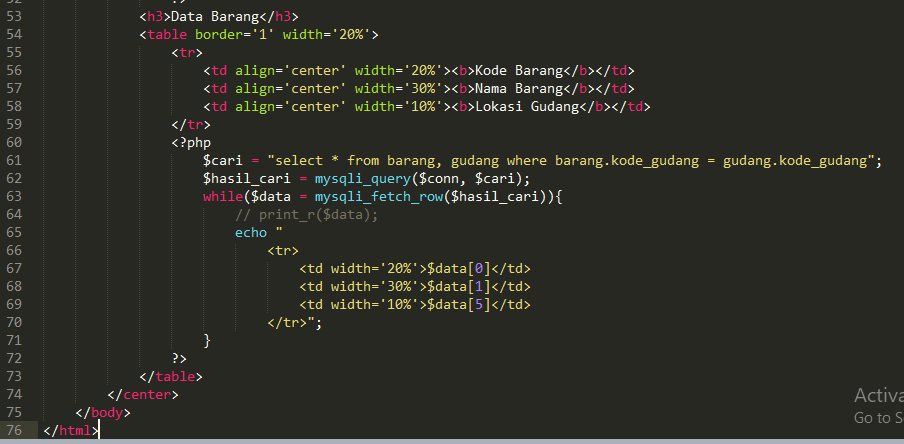 52 ?>
53 <h3>Data Barang</h3>
54 <table border='1' width='20%'>
55 <tr>
56 <td align='center' width='20%'><b>Kode Barang</b></td>
57 <td align='center' width='30%'><b>Nama Barang</b></td>
58 <td align='center' width='10%'><b>Lokasi Gudang</b></td>
59 </tr>
60 <?php
61 $cari = "select * from barang, gudang where barang.kode_gudang = gudang.kode_gudang";
62 $hasil_cari = mysqli_query($conn, $cari);
63 while($data = mysqli_fetch_row($hasil_cari)){
64 // print_r($data);
65 echo "
66 <tr>
67 <td width='20%'>$data[0]</td>
68 <td width='30%'>$data[1]</td>
69 <td width='10%'>$data[5]</td>
70 </tr>";
71 }
72 ?>
73 </table>
74 </center>
75 </body>
76 </html>
Activa
Go to S